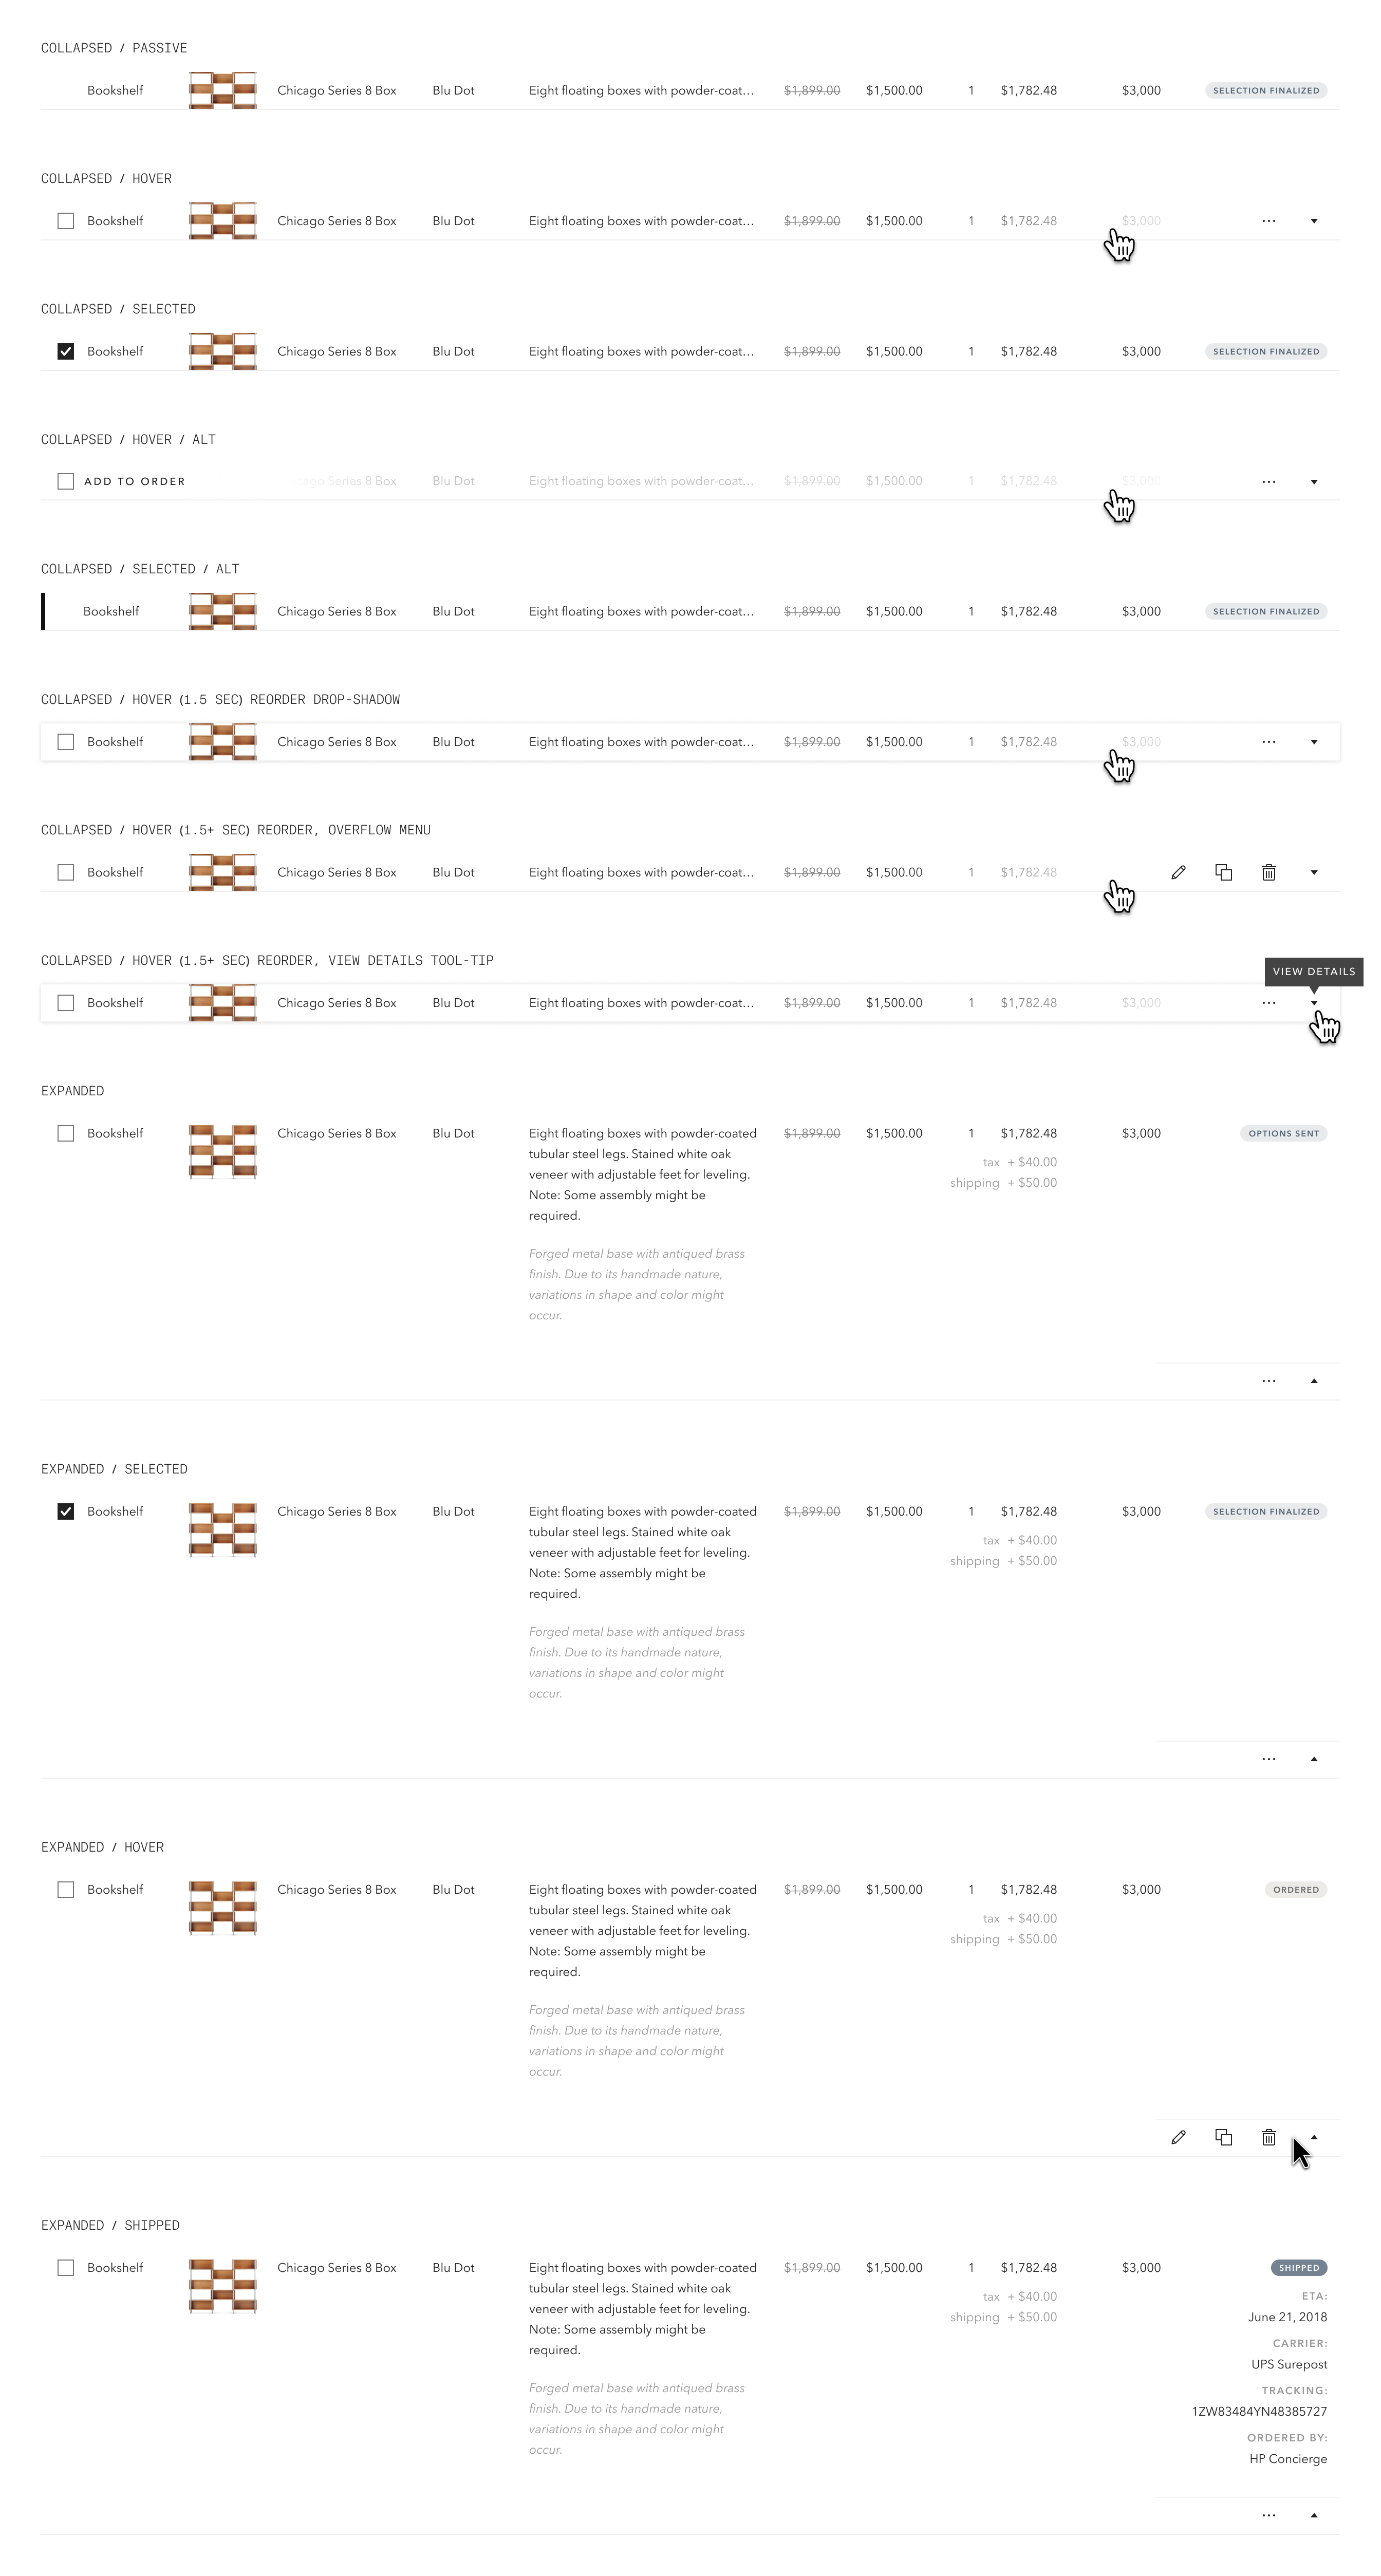 COLLAPSED / PASSIVE
Bookshelf Chicago Series 8 Box Blu Dot Eight floating boxes with powder-coat... $1,899.00 $1,500.00 1 $1,782.48 $3,000 SELECTION FINALIZED
COLLAPSED / HOVER
Bookshelf Chicago Series 8 Box Blu Dot Eight floating boxes with powder-coat... $1,899.00 $1,500.00 1 $1,782.48 $3,000 ...
COLLAPSED / SELECTED
Bookshelf Chicago Series 8 Box Blu Dot Eight floating boxes with powder-coat... $1,899.00 $1,500.00 1 $1,782.48 $3,000 SELECTION FINALIZED
COLLAPSED / HOVER / ALT
ADD TO ORDER Series 8 Box Blu Dot Eight floating boxes with powder-coat... $1,899.00 $1,500.00 1 $1,782.48 $3,000 ...
COLLAPSED / SELECTED / ALT
Bookshelf Chicago Series 8 Box Blu Dot Eight floating boxes with powder-coat... $1,899.00 $1,500.00 1 $1,782.48 $3,000 SELECTION FINALIZED
COLLAPSED / HOVER (1.5 SEC) REORDER DROP-SHADOW
Bookshelf Chicago Series 8 Box Blu Dot Eight floating boxes with powder-coat... $1,899.00 $1,500.00 1 $1,782.48 $3,000 ...
COLLAPSED / HOVER (1.5+ SEC) REORDER, OVERFLOW MENU
Bookshelf Chicago Series 8 Box Blu Dot Eight floating boxes with powder-coat... $1,899.00 $1,500.00 1 $1,782.48
COLLAPSED / HOVER (1.5+ SEC) REORDER, VIEW DETAILS TOOL-TIP
VIEW DETAILS
Bookshelf Chicago Series 8 Box Blu Dot Eight floating boxes with powder-coat... $1,899.00 $1,500.00 1 $1,782.48 $3,000 ...
EXPANDED
Bookshelf Chicago Series 8 Box Blu Dot Eight floating boxes with powder-coated $1,899.00 $1,500.00 1 $1,782.48 $3,000 OPTIONS SENT
tubular steel legs. Stained white oak
veneer with adjustable feet for leveling.
Note: Some assembly might be
required.
tax + $40.00
shipping + $50.00
Forged metal base with antiqued brass
finish. Due to its handmade nature,
variations in shape and color might
occur.
...
EXPANDED / SELECTED
Bookshelf Chicago Series 8 Box Blu Dot Eight floating boxes with powder-coated $1,899.00 $1,500.00 1 $1,782.48 $3,000 SELECTION FINALIZED
tubular steel legs. Stained white oak
veneer with adjustable feet for leveling.
Note: Some assembly might be
required.
tax + $40.00
shipping + $50.00
Forged metal base with antiqued brass
finish. Due to its handmade nature,
variations in shape and color might
occur.
...
EXPANDED / HOVER
Bookshelf Chicago Series 8 Box Blu Dot Eight floating boxes with powder-coated $1,899.00 $1,500.00 1 $1,782.48 $3,000 ORDERED
tubular steel legs. Stained white oak
veneer with adjustable feet for leveling.
Note: Some assembly might be
required.
tax + $40.00
shipping + $50.00
Forged metal base with antiqued brass
finish. Due to its handmade nature,
variations in shape and color might
occur.
EXPANDED / SHIPPED
Bookshelf Chicago Series 8 Box Blu Dot Eight floating boxes with powder-coated $1,899.00 $1,500.00 1 $1,782.48 $3,000 SHIPPED
tubular steel legs. Stained white oak
veneer with adjustable feet for leveling.
Note: Some assembly might be
required.
tax + $40.00
shipping + $50.00
Forged metal base with antiqued brass
finish. Due to its handmade nature,
variations in shape and color might
occur.
ETA:
June 21, 2018
CARRIER:
UPS Surepost
TRACKING:
1ZW83484YN48385727
ORDERED BY:
HP Concierge
...